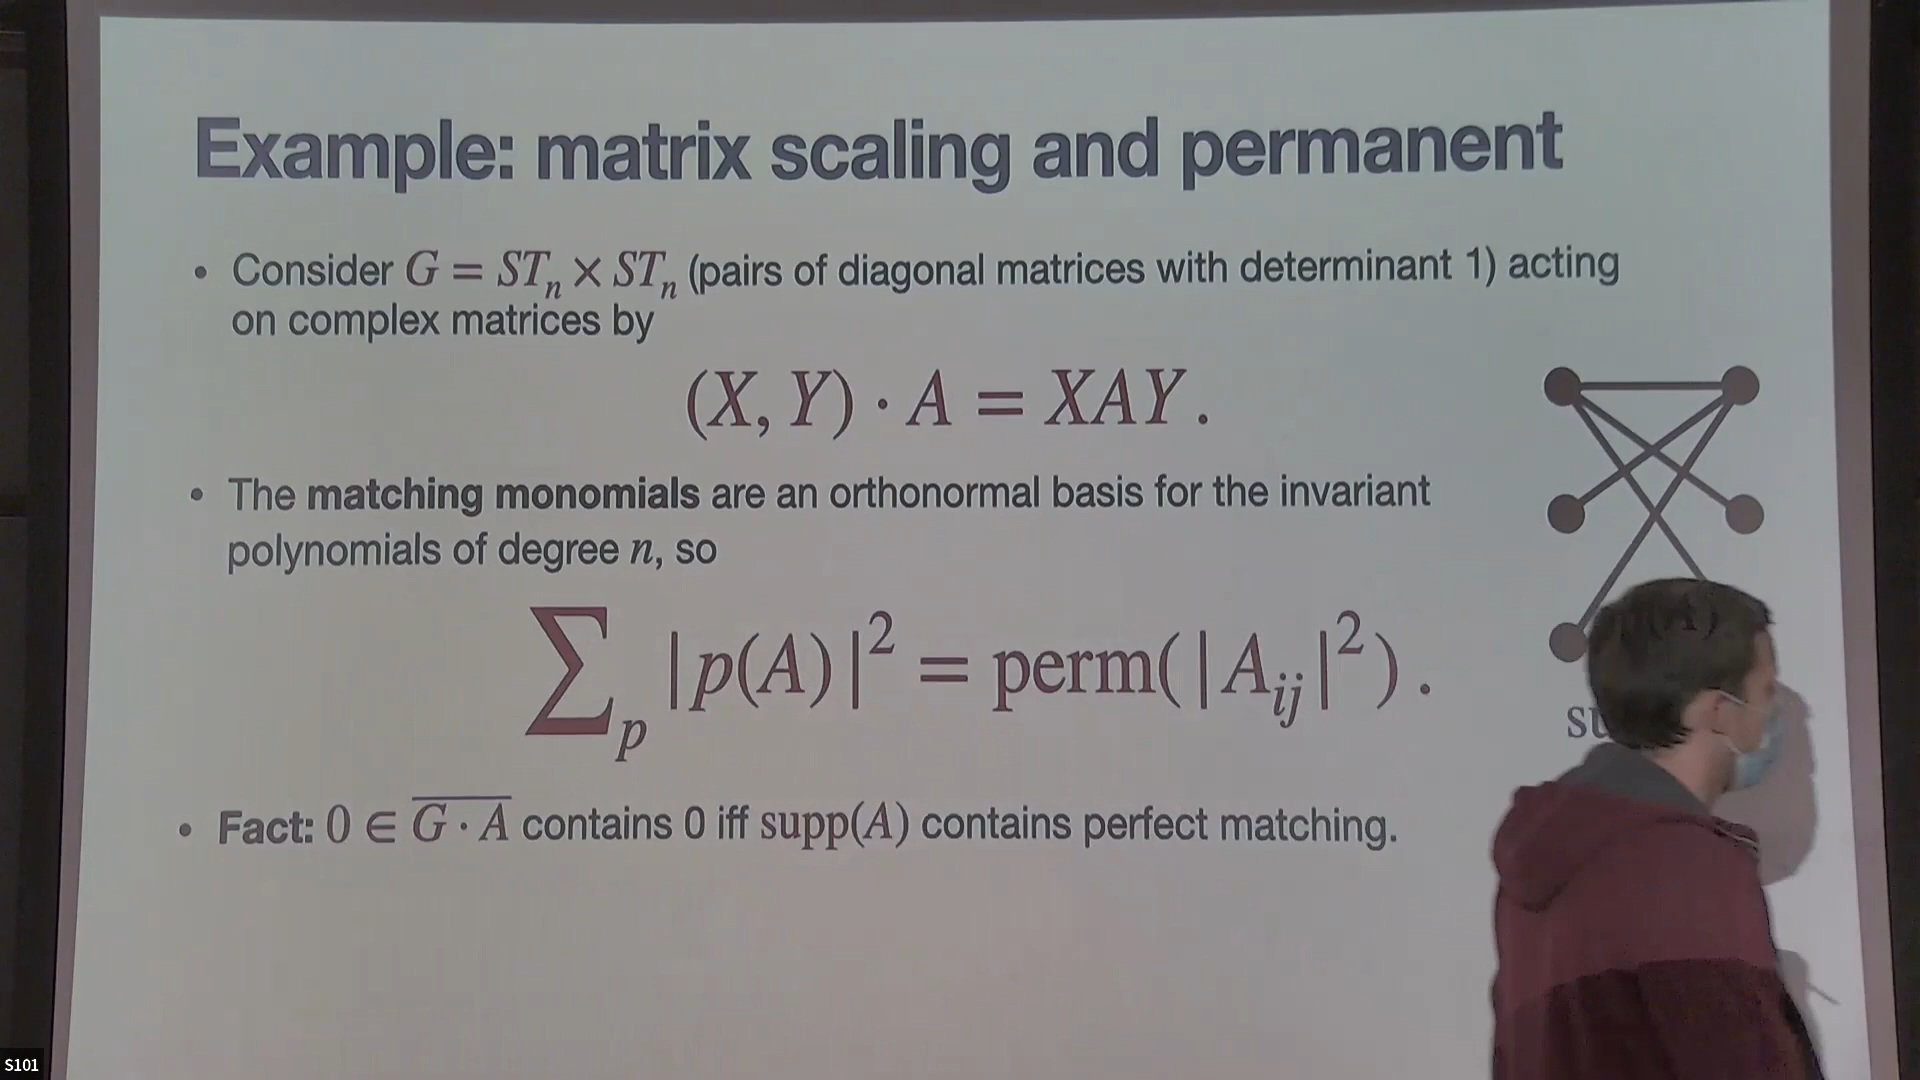 Example: matrix scaling and permanent
• Consider G = ST_n × ST_n (pairs of diagonal matrices with determinant 1) acting
on complex matrices by
(X, Y) · A = XAY.
• The matching monomials are an orthonormal basis for the invariant
polynomials of degree n, so
∑_p |p(A)|² = perm(|A_ij|²).
• Fact: 0 ∈ \overline{G · A} contains 0 iff supp(A) contains perfect matching.
S101